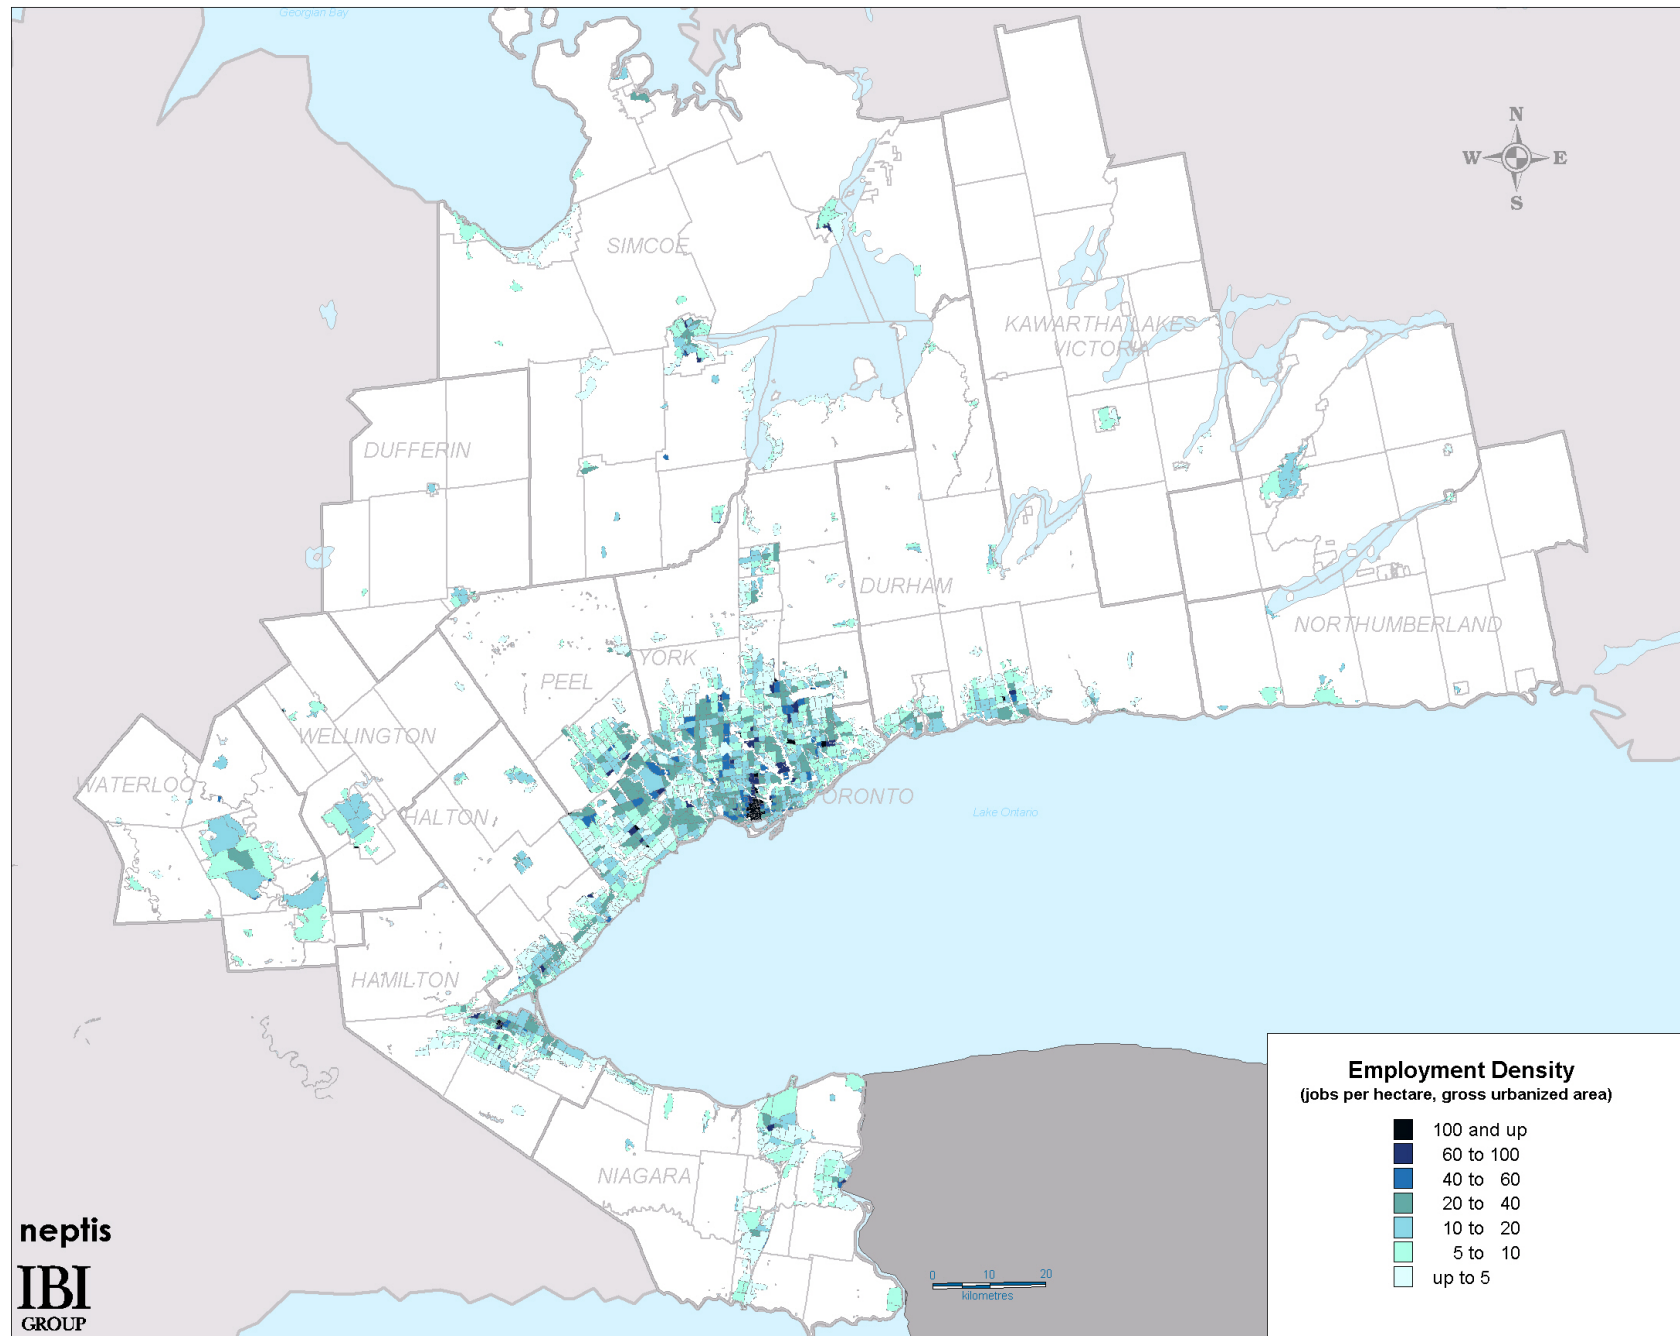 Georgian Bay
N
W E
S
SIMCOE
KAWARTHA LAKES
VICTORIA
DUFFERIN
DURHAM
NORTHUMBERLAND
YORK
PEEL
WELLINGTON
WATERLOO
HALTON
TORONTO
Lake Ontario
HAMILTON
NIAGARA
Employment Density
(jobs per hectare, gross urbanized area)
100 and up
60 to 100
40 to 60
20 to 40
10 to 20
5 to 10
up to 5
0 10 20
kilometres
neptis
IBI
GROUP